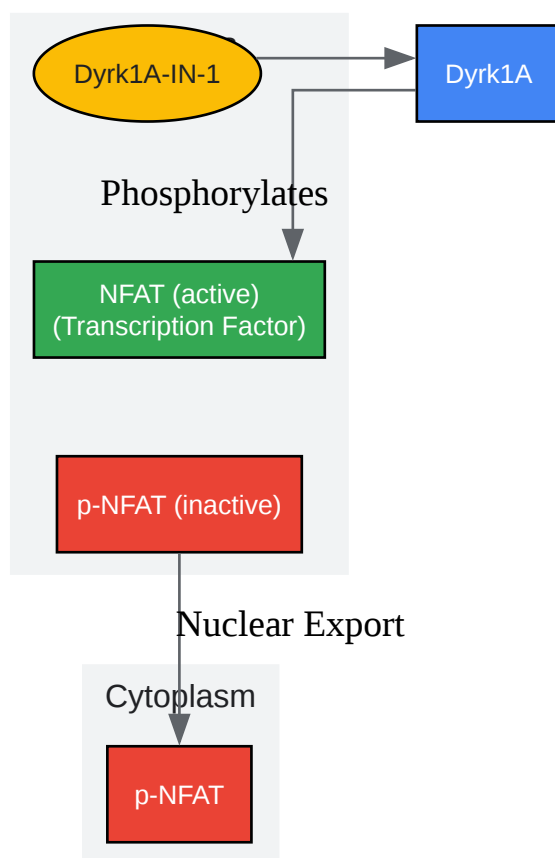 Dyrk1A-IN-1
Dyrk1A
Phosphorylates
NFAT (active)
(Transcription Factor)
p-NFAT (inactive)
Nuclear Export
Cytoplasm
p-NFAT